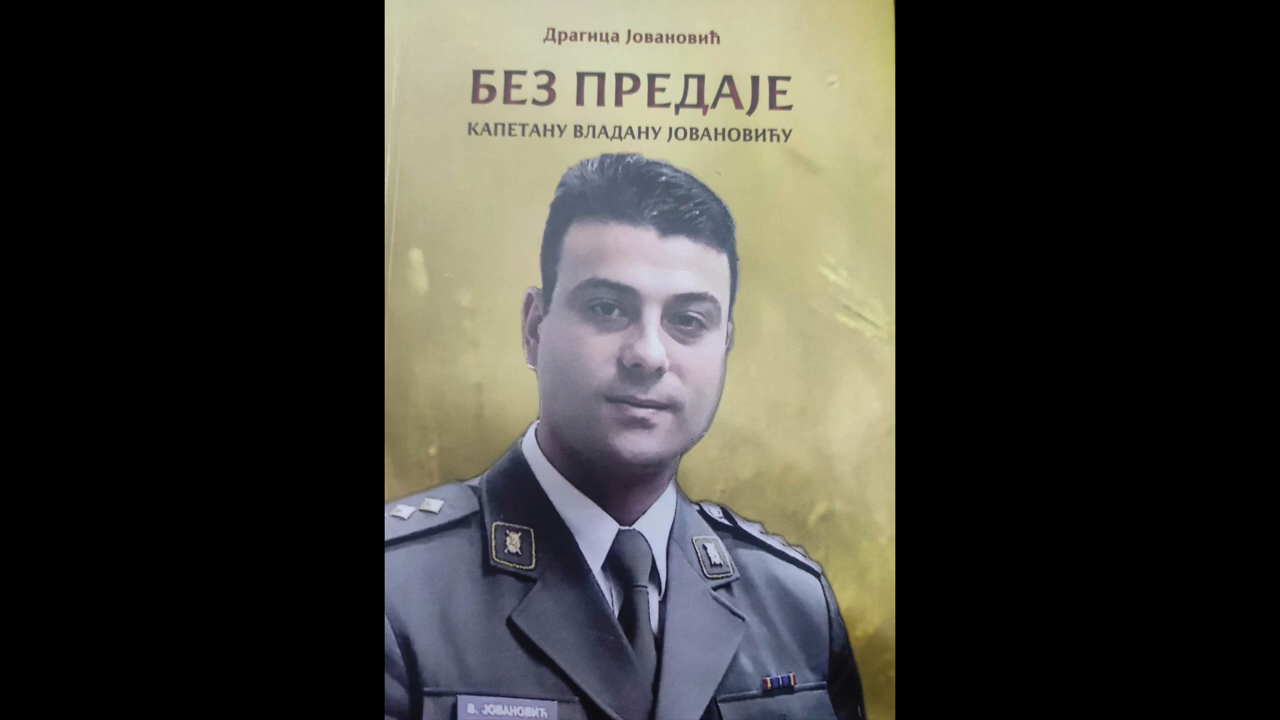 Драгица Јовановић
БЕЗ ПРЕДАЈЕ
КАПЕТАНУ ВЛАДАНУ ЈОВАНОВИЋУ
В. ЈОВАНОВИЋ